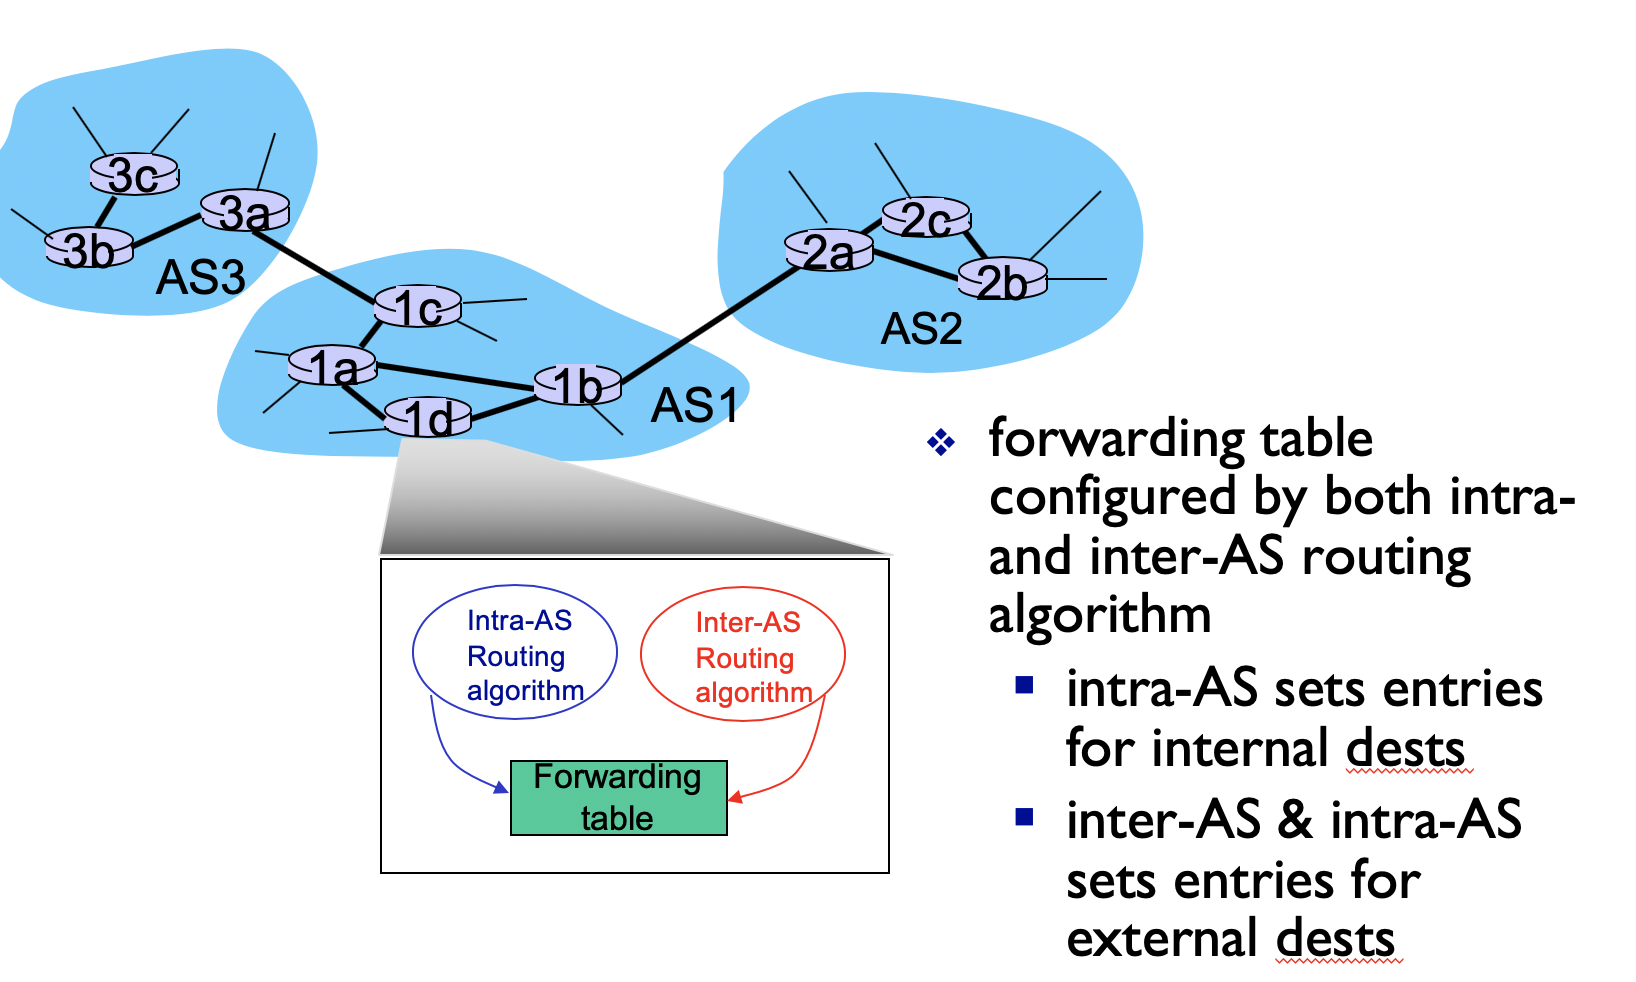 3c
3a
3b
AS3
2c
2a
2b
AS2
1c
1a
1b
1d
AS1
Intra-AS
Routing
algorithm
Inter-AS
Routing
algorithm
Forwarding
table
forwarding table
configured by both intra-
and inter-AS routing
algorithm
intra-AS sets entries
for internal dests
inter-AS & intra-AS
sets entries for
external dests